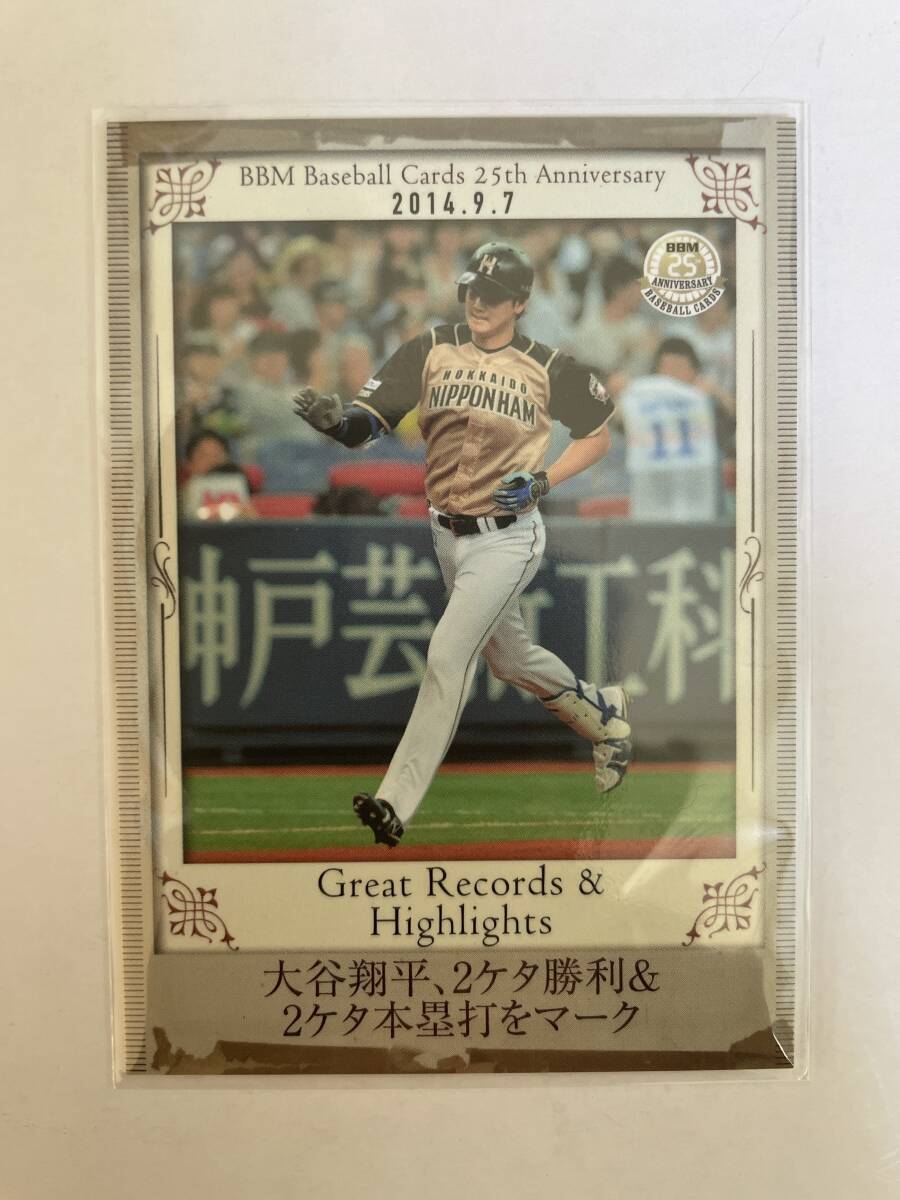 BBM Baseball Cards 25th Anniversary
2014.9.7
BBM
25
ANNIVERSARY
BASEBALL CARDS
H
HOKKAIDO
NIPPONHAM
11
神戸芸術工科
Great Records &
Highlights
大谷翔平、2ケタ勝利&
2ケタ本塁打をマーク